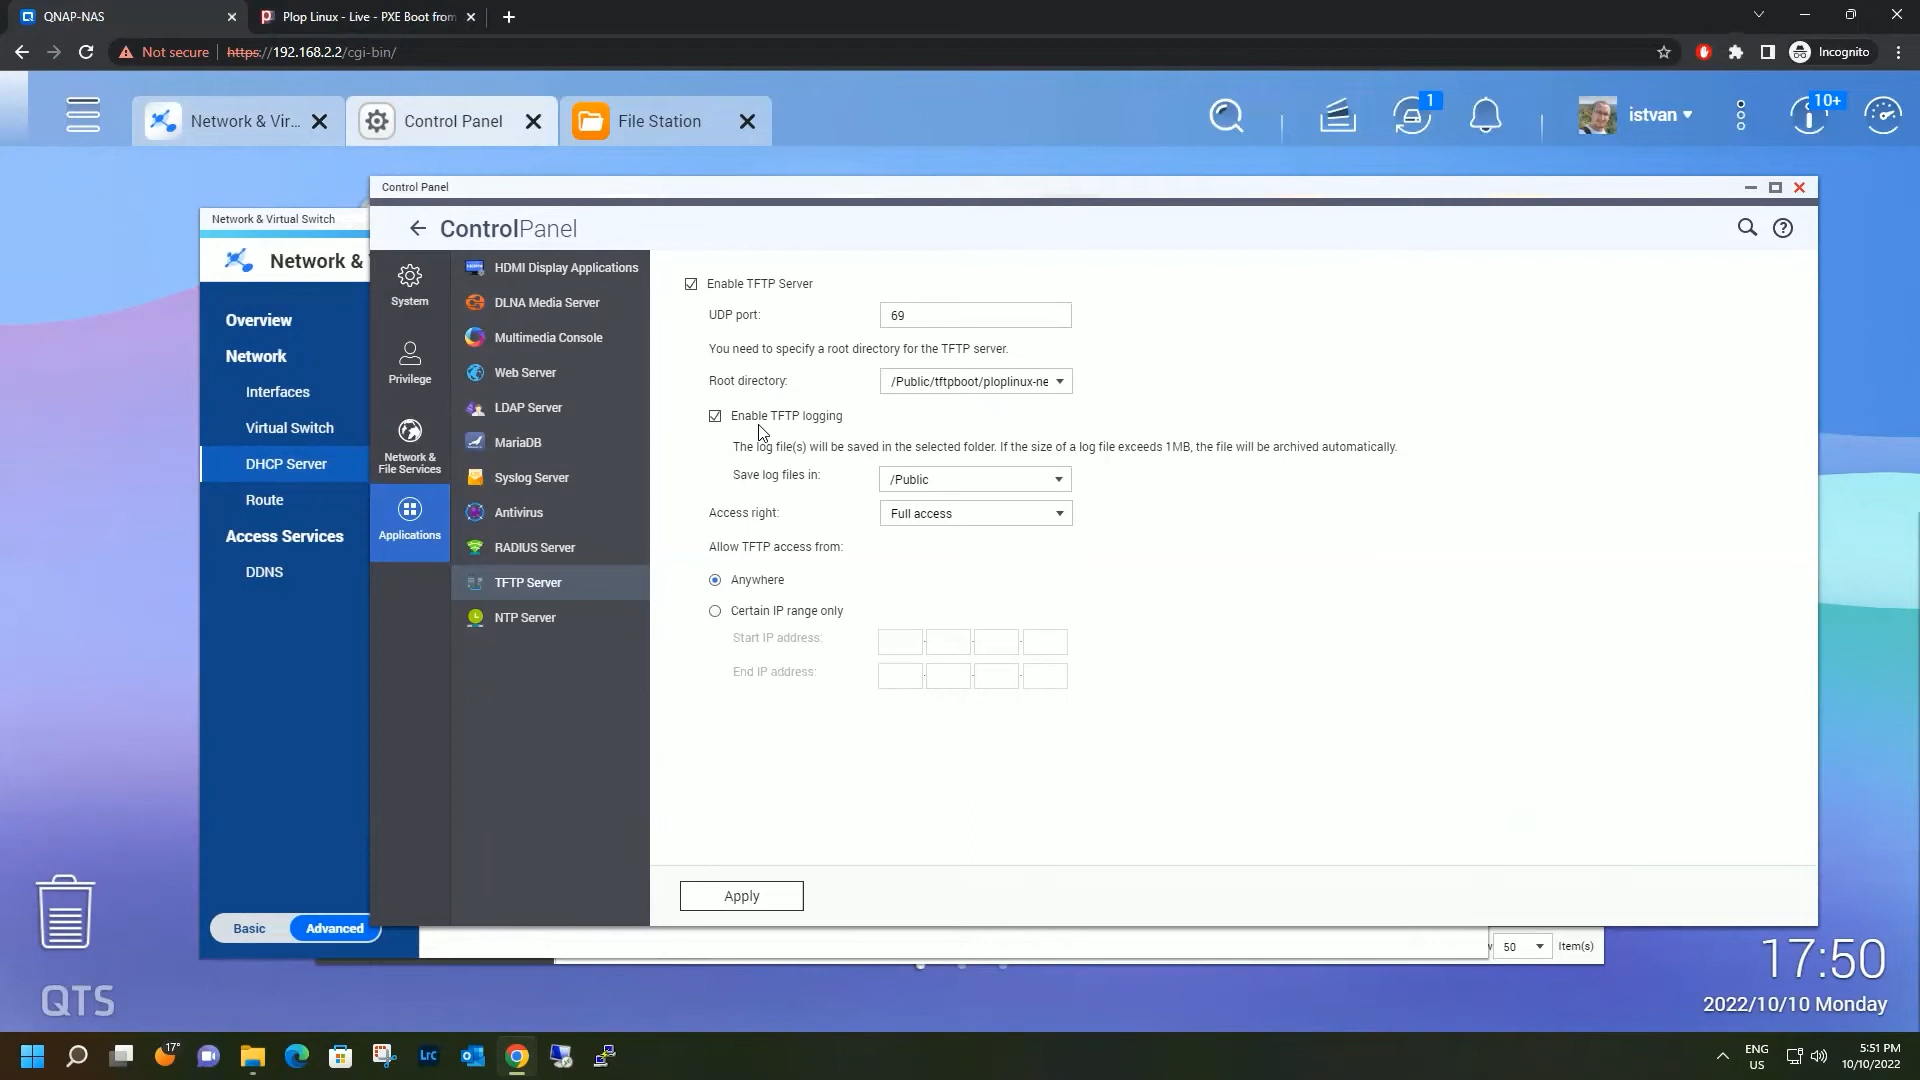 QNAP-NAS
Plop Linux - Live - PXE Boot from
Not secure
https://192.168.2.2/cgi-bin/
Incognito
Network & Vir...
Control Panel
File Station
1
istvan
10+
Control Panel
ControlPanel
Network & Virtual Switch
Network &
Overview
Network
Interfaces
Virtual Switch
DHCP Server
Route
Access Services
DDNS
Basic
Advanced
System
Privilege
Network &
File Services
Applications
HDMI Display Applications
DLNA Media Server
Multimedia Console
Web Server
LDAP Server
MariaDB
Syslog Server
Antivirus
RADIUS Server
TFTP Server
NTP Server
Enable TFTP Server
UDP port:
69
You need to specify a root directory for the TFTP server.
Root directory:
/Public/tftpboot/ploplinux-ne
Enable TFTP logging
The log file(s) will be saved in the selected folder. If the size of a log file exceeds 1MB, the file will be archived automatically.
Save log files in:
/Public
Access right:
Full access
Allow TFTP access from:
Anywhere
Certain IP range only
Start IP address:
End IP address:
Apply
50
Item(s)
QTS
17:50
2022/10/10 Monday
17°
Lrc
ENG
US
5:51 PM
10/10/2022